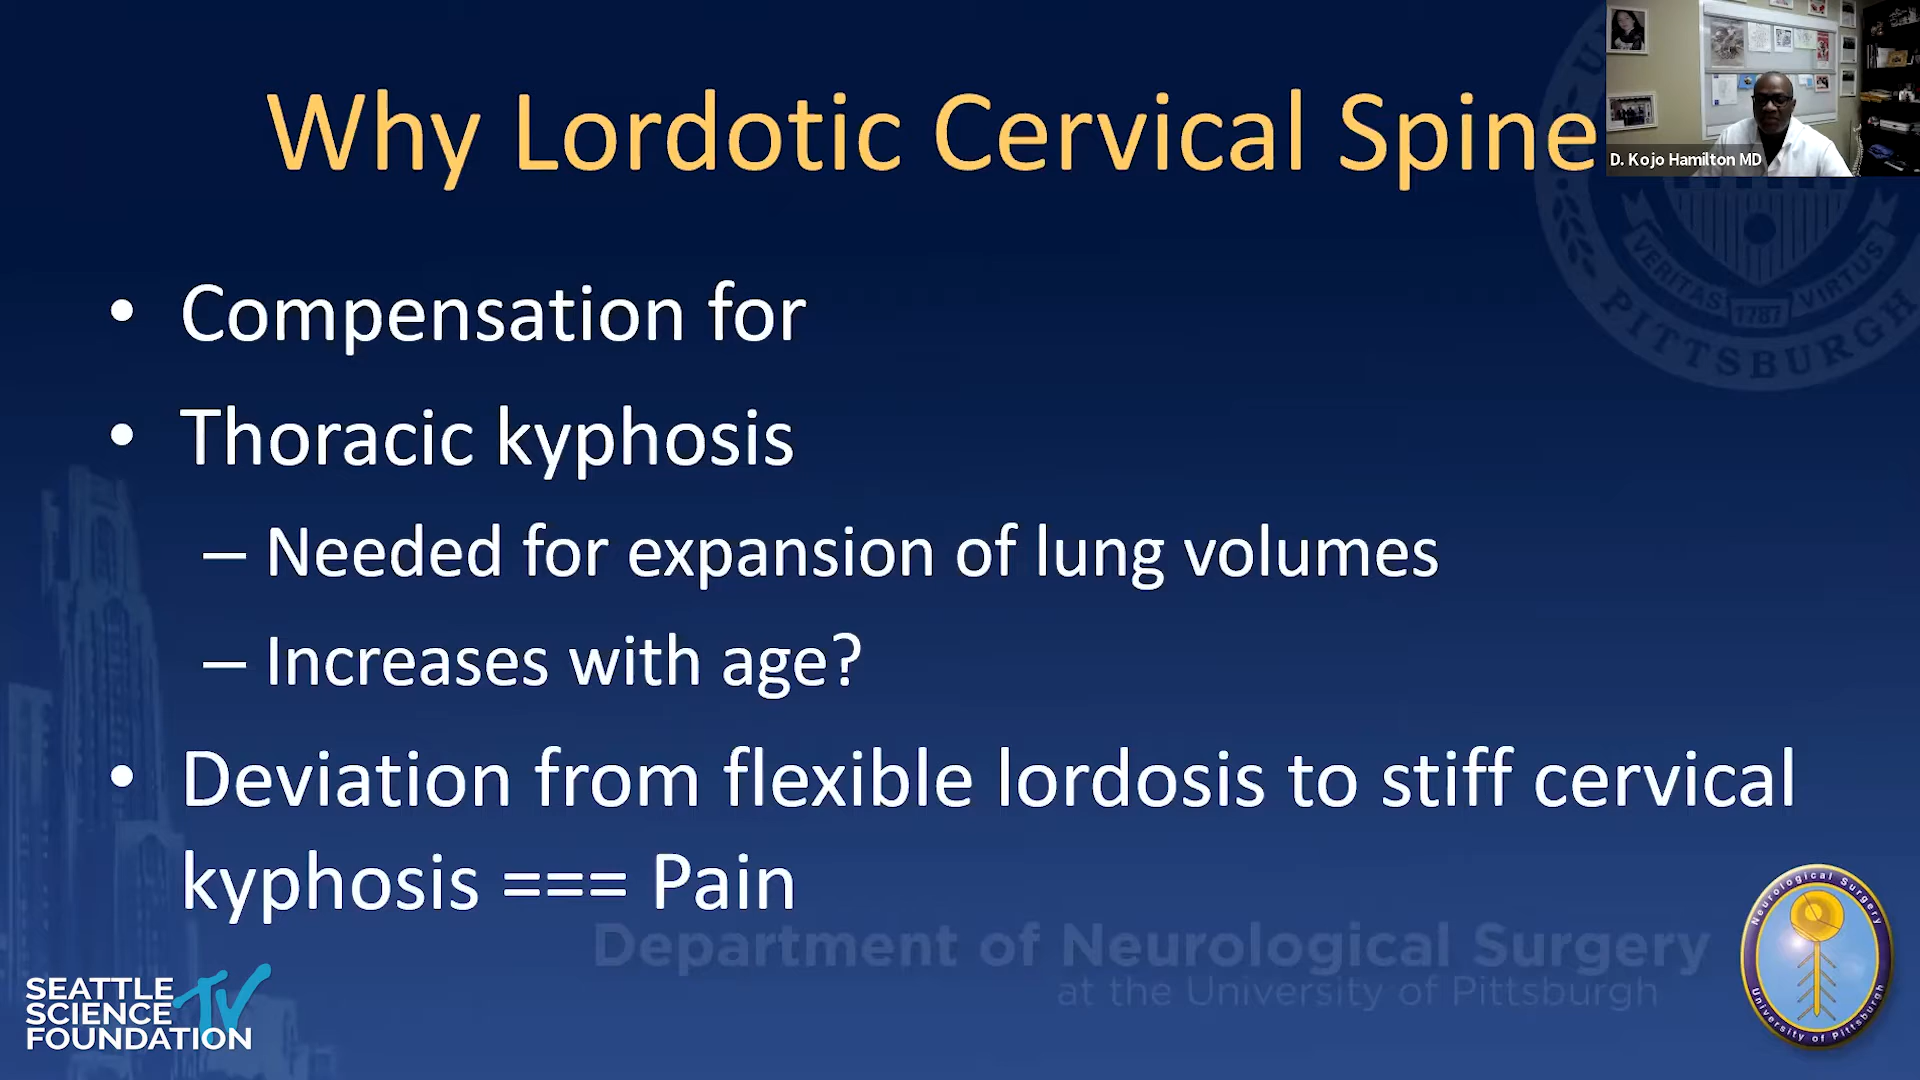 Why Lordotic Cervical Spine
D. Kojo Hamilton MD
• Compensation for
• Thoracic kyphosis
– Needed for expansion of lung volumes
– Increases with age?
• Deviation from flexible lordosis to stiff cervical
kyphosis === Pain
VERITAS 1787 VIRTUS
PITTSBURGH
Department of Neurological Surgery
at the University of Pittsburgh
SEATTLE
SCIENCE
FOUNDATION
TV
Neurological Surgery
University of Pittsburgh